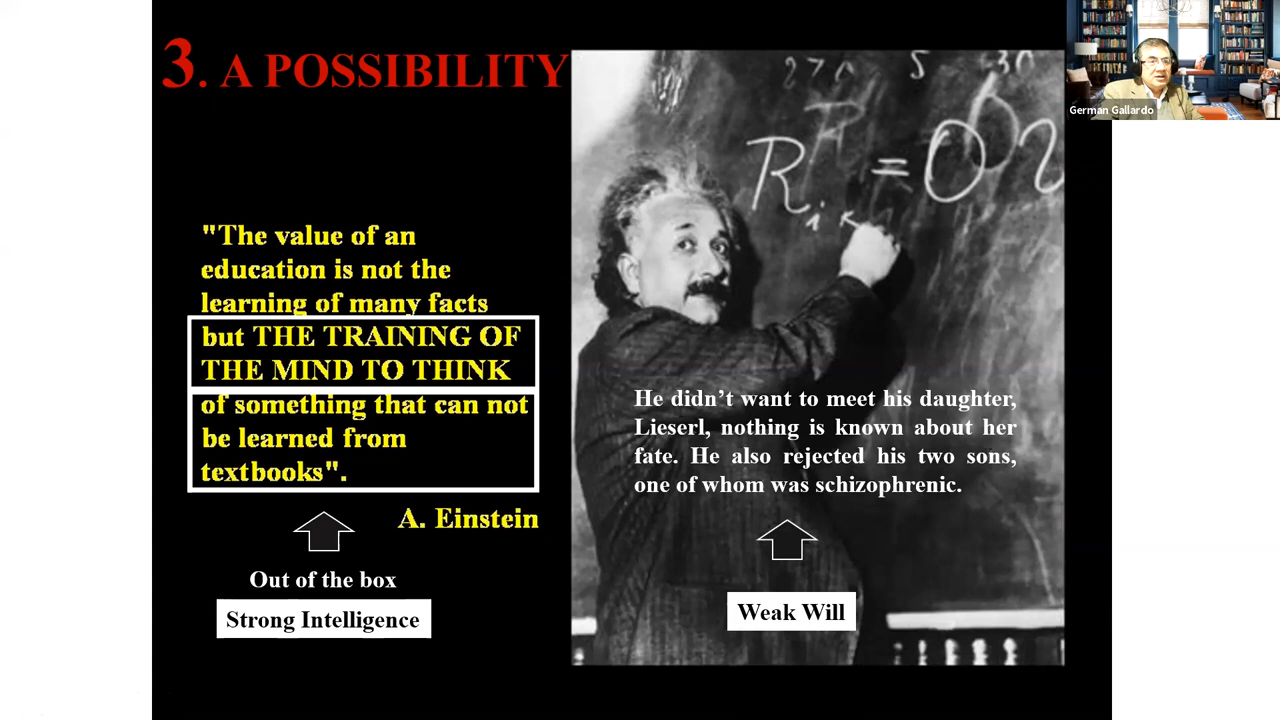 3. A POSSIBILITY
"The value of an
education is not the
learning of many facts
but THE TRAINING OF
THE MIND TO THINK
of something that can not
be learned from
textbooks".
A. Einstein
Out of the box
Strong Intelligence
He didn't want to meet his daughter,
Lieserl, nothing is known about her
fate. He also rejected his two sons,
one of whom was schizophrenic.
Weak Will
German Gallardo